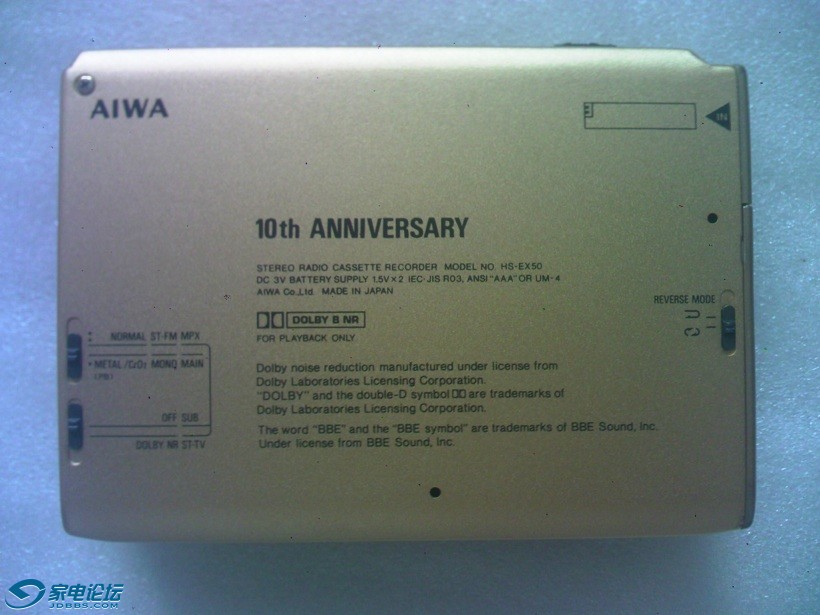 AIWA
IN
10th ANNIVERSARY
STEREO RADIO CASSETTE RECORDER MODEL NO. HS-EX50
DC 3V BATTERY SUPPLY 1.5V×2 IEC·JIS R03, ANSI "AAA" OR UM-4
AIWA Co.,Ltd. MADE IN JAPAN
REVERSE MODE
DOLBY B NR
FOR PLAYBACK ONLY.
NORMAL ST-FM MPX
• METAL/CrO₂ MONO MAIN
(PB)
OFF SUB
DOLBY NR ST-TV
Dolby noise reduction manufactured under license from
Dolby Laboratories Licensing Corporation.
"DOLBY" and the double-D symbol are trademarks of
Dolby Laboratories Licensing Corporation.
The word "BBE" and the "BBE symbol" are trademarks of BBE Sound, Inc.
Under license from BBE Sound, Inc.
家电论坛
JDBBS.COM